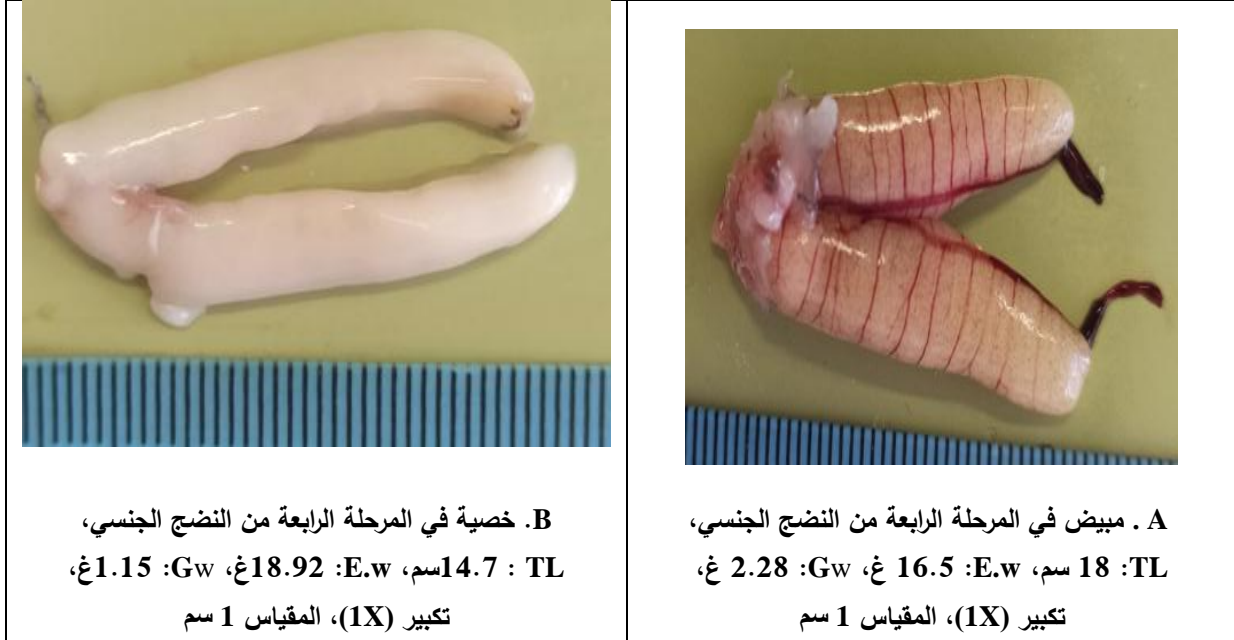 A . مبيض في المرحلة الرابعة من النضج الجنسي،
TL: 18 سم، E.w: 16.5 غ، Gw: 2.28 غ،
تكبير (1X)، المقياس 1 سم
B. خصية في المرحلة الرابعة من النضج الجنسي،
TL : 14.7سم، E.w: 18.92غ، Gw: 1.15غ،
تكبير (1X)، المقياس 1 سم